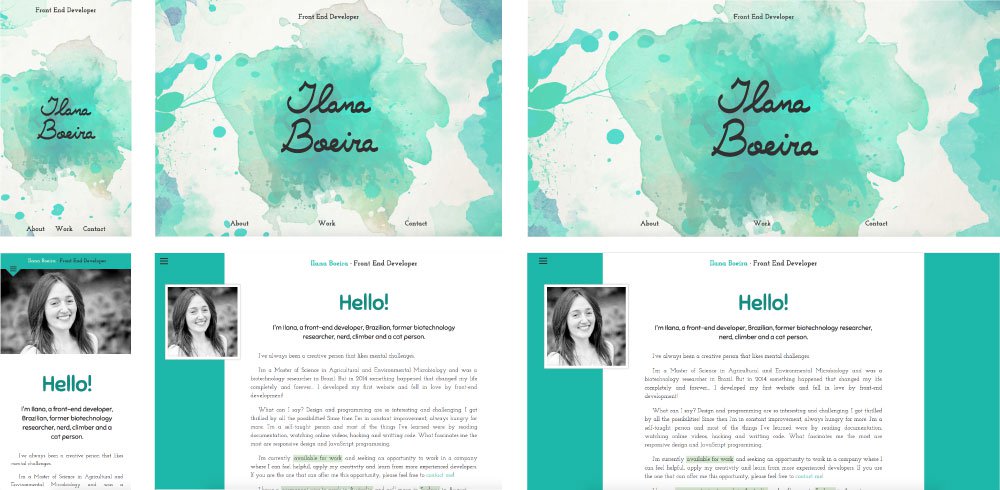 Front End Developer
Ilana
Boeira
About Work Contact
Front End Developer
Ilana
Boeira
About Work Contact
Front End Developer
Ilana
Boeira
About Work Contact
Ilana Boeira - Front End Developer
Hello!
I'm Ilana, a front-end developer,
Brazilian, former biotechnology
researcher, nerd, climber and a
cat person.
I've always been a creative person that likes
mental challenges.
I'm a Master of Science in Agricultural and
Environmental Microbiology and was a
Ilana Boeira - Front End Developer
Hello!
I'm Ilana, a front-end developer, Brazilian, former biotechnology
researcher, nerd, climber and a cat person.
I've always been a creative person that likes mental challenges.
I'm a Master of Science in Agricultural and Environmental Microbiology and was a
biotechnology researcher in Brazil. But in 2014 something happened that changed my life
completely and forever... I developed my first website and fell in love by front-end
development!
What can I say? Design and programming are so interesting and challenging. I got
thrilled by all the possibilities! Since then I'm in constant improvement, always hungry for
more. I'm a self-taught person and most of the things I've learned were by reading
documentation, watching online videos, hacking and writting code. What fascinates me the
most are responsive design and JavaScript programming.
I'm currently available for work and seeking an opportunity to work in a company
where I can feel helpful, apply my creativity and learn from more experienced developers.
If you are the one that can offer me this opportunity, please feel free to contact me!
Ilana Boeira - Front End Developer
Hello!
I'm Ilana, a front-end developer, Brazilian, former biotechnology researcher,
nerd, climber and a cat person.
I've always been a creative person that likes mental challenges.
I'm a Master of Science in Agricultural and Environmental Microbiology and was a
biotechnology researcher in Brazil. But in 2014 something happened that changed my life
completely and forever... I developed my first website and fell in love by front-end
development!
What can I say? Design and programming are so interesting and challenging. I got thrilled
by all the possibilities! Since then I'm in constant improvement, always hungry for more. I'm a
self-taught person and most of the things I've learned were by reading documentation,
watching online videos, hacking and writting code. What fascinates me the most are
responsive design and JavaScript programming.
I'm currently available for work and seeking an opportunity to work in a company where I
can feel helpful, apply my creativity and learn from more experienced developers. If you are
the one that can offer me this opportunity, please feel free to contact me!